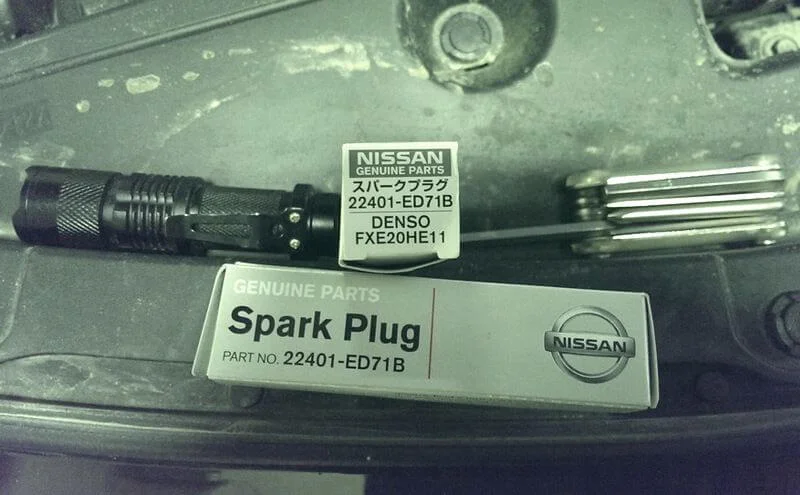 NISSAN
GENUINE PARTS
スパークプラグ
22401-ED71B
DENSO
FXE20HE11
GENUINE PARTS
Spark Plug
PART NO. 22401-ED71B
NISSAN